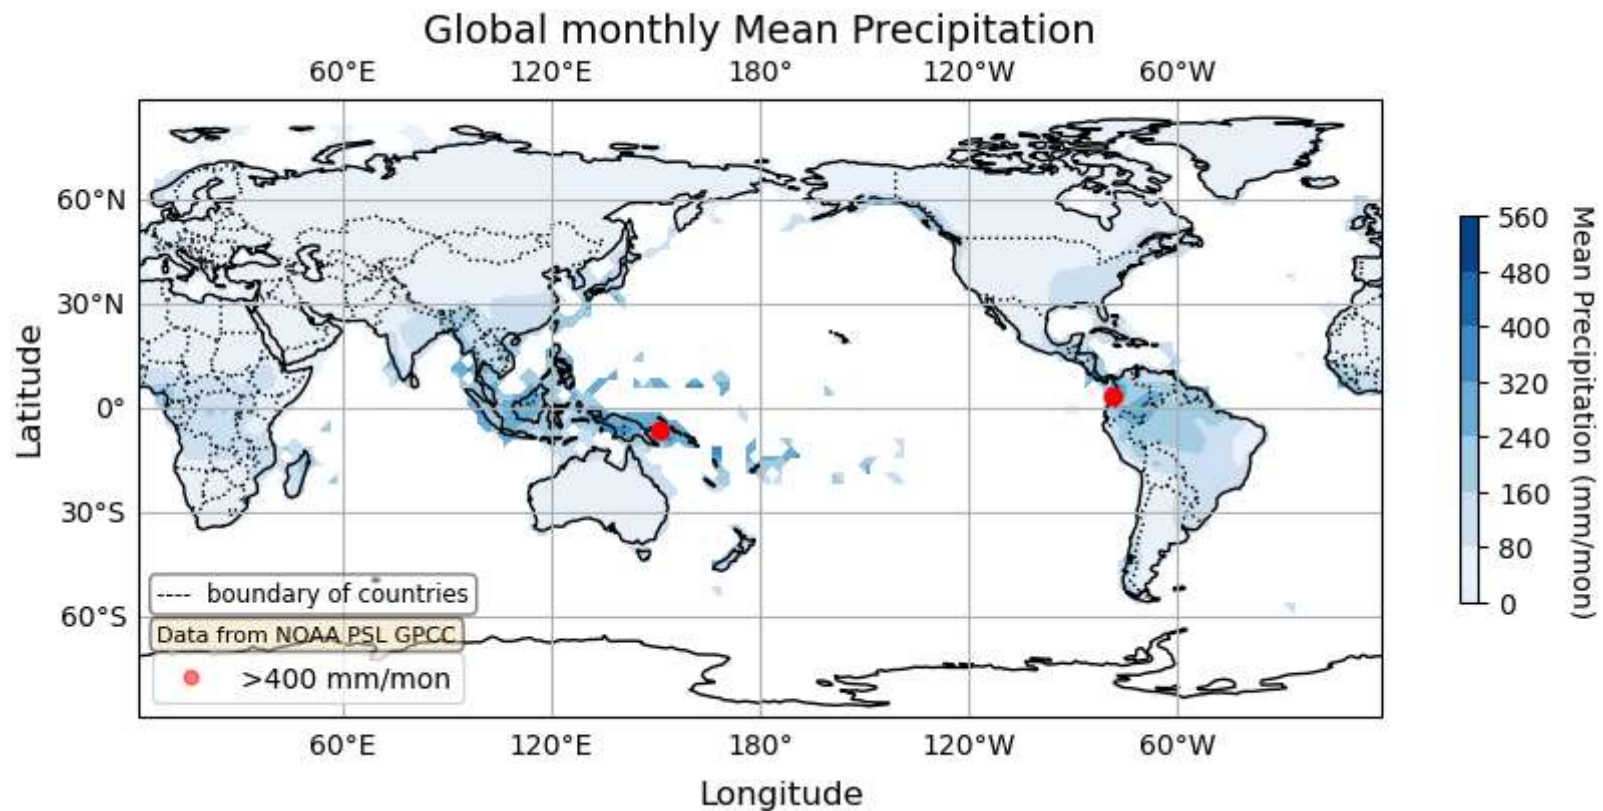 Global monthly Mean Precipitation
60°E 120°E 180° 120°W 60°W
60°N
30°N
0°
30°S
60°S
Latitude
boundary of countries
Data from NOAA PSL GPCC
>400 mm/mon
60°E 120°E 180° 120°W 60°W
Longitude
560
480
400
320
240
160
80
0
Mean Precipitation (mm/mon)